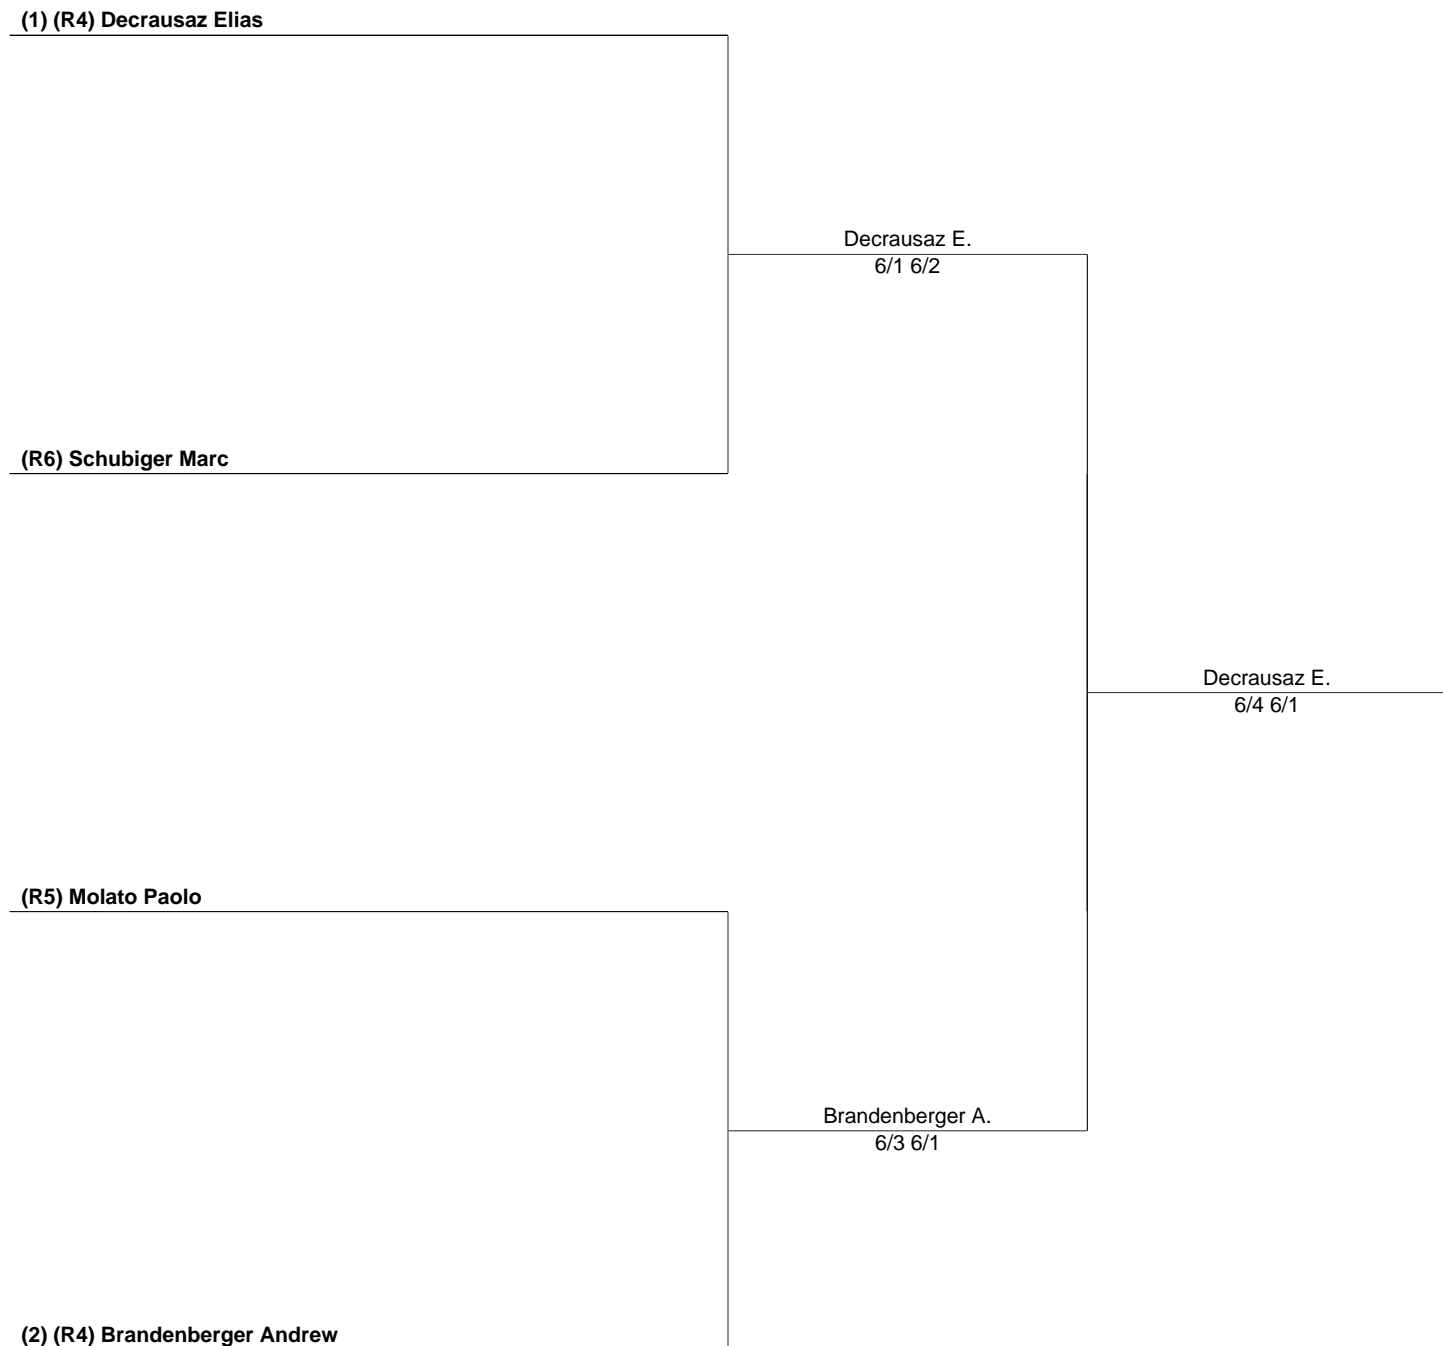 (1) (R4) Decrausaz Elias
Decrausaz E.
6/1 6/2
(R6) Schubiger Marc
Decrausaz E.
6/4 6/1
(R5) Molato Paolo
Brandenberger A.
6/3 6/1
(2) (R4) Brandenberger Andrew